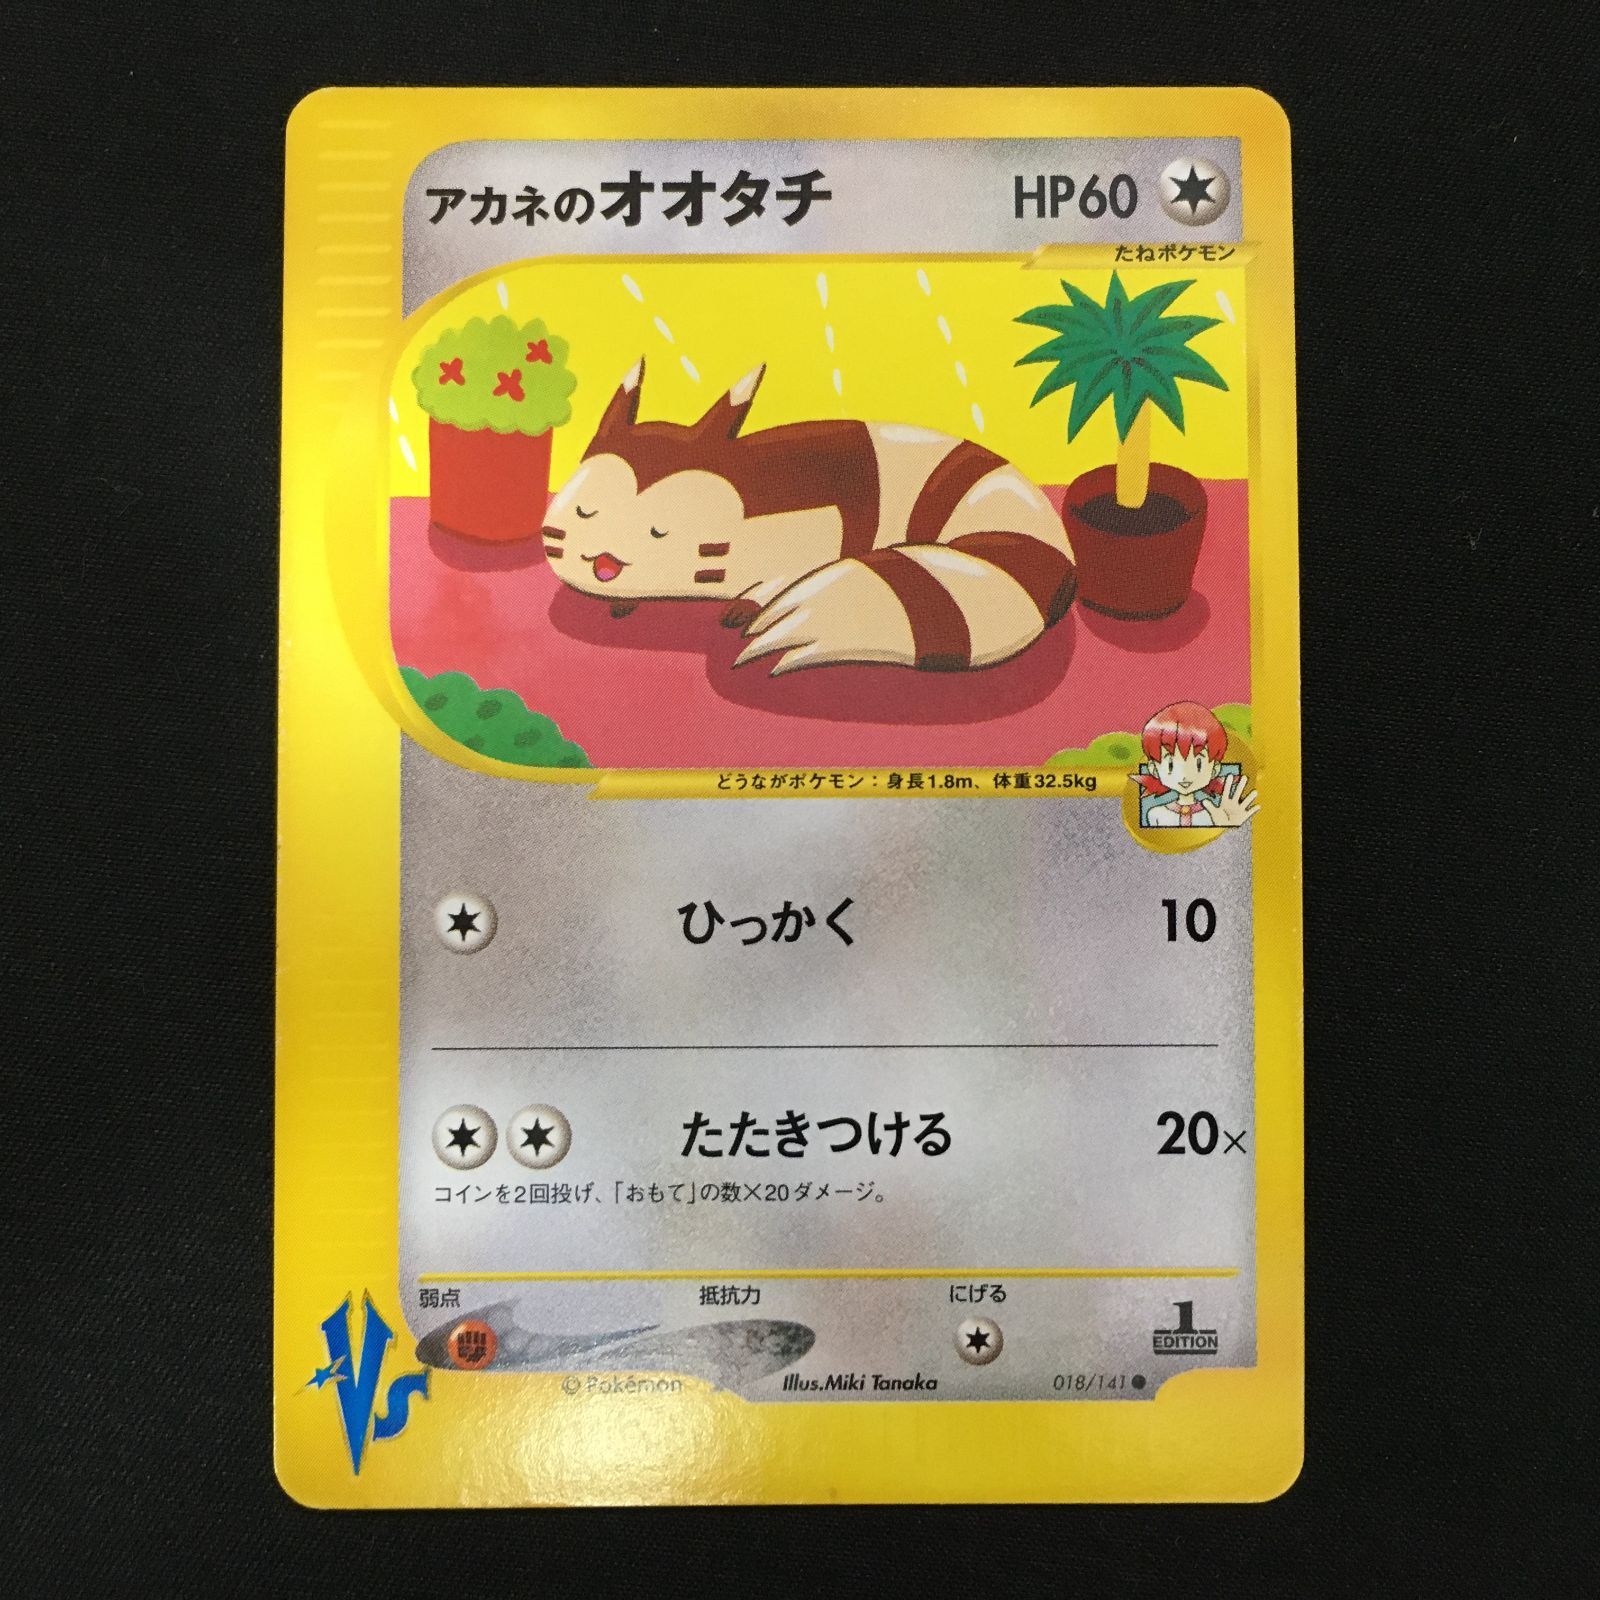 アカネのオオタチ HP60
たねポケモン
どうながポケモン：身長1.8m、体重32.5kg
ひっかく 10
たたきつける 20×
コインを2回投げ、「おもて」の数×20ダメージ。
弱点 抵抗力 にげる
1
EDITION
© Pokémon Illus.Miki Tanaka 018/141●
VS